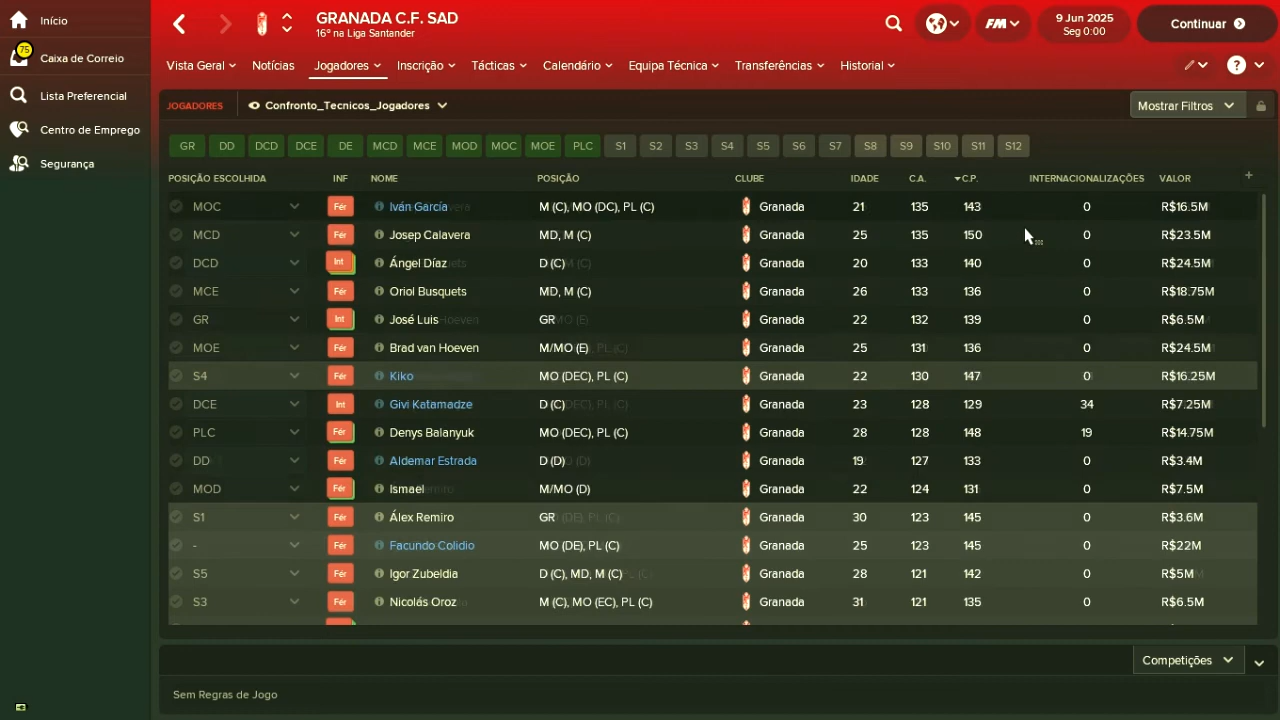 Início
75
Caixa de Correio
Lista Preferencial
Centro de Emprego
Segurança
GRANADA C.F. SAD
16º na Liga Santander
FM
9 Jun 2025
Seg 0:00
Continuar
Vista Geral Notícias Jogadores Inscrição Tácticas Calendário Equipa Técnica Transferências Historial ?
JOGADORES Confronto_Tecnicos_Jogadores Mostrar Filtros
GR DD DCD DCE DE MCD MCE MOD MOC MOE PLC S1 S2 S3 S4 S5 S6 S7 S8 S9 S10 S11 S12
POSIÇÃO ESCOLHIDA INF NOME POSIÇÃO CLUBE IDADE C.A. C.P. INTERNACIONALIZAÇÕES VALOR +
MOC Fér Iván García M (C), MO (DC), PL (C) Granada 21 135 143 0 R$16.5M
MCD Fér Josep Calavera MD, M (C) Granada 25 135 150 0 R$23.5M
DCD Int Ángel Díaz D (C) Granada 20 133 140 0 R$24.5M
MCE Fér Oriol Busquets MD, M (C) Granada 26 133 136 0 R$18.75M
GR Int José Luis GR Granada 22 132 139 0 R$6.5M
MOE Fér Brad van Hoeven M/MO (E) Granada 25 131 136 0 R$24.5M
S4 Fér Kiko MO (DEC), PL (C) Granada 22 130 147 0 R$16.25M
DCE Int Givi Katamadze D (C) Granada 23 128 129 34 R$7.25M
PLC Fér Denys Balanyuk MO (DEC), PL (C) Granada 28 128 148 19 R$14.75M
DD Fér Aldemar Estrada D (D) Granada 19 127 133 0 R$3.4M
MOD Fér Ismael M/MO (D) Granada 22 124 131 0 R$7.5M
S1 Fér Álex Remiro GR Granada 30 123 145 0 R$3.6M
- Fér Facundo Colidio MO (DE), PL (C) Granada 25 123 145 0 R$22M
S5 Fér Igor Zubeldia D (C), MD, M (C) Granada 28 121 142 0 R$5M
S3 Fér Nicolás Oroz M (C), MO (EC), PL (C) Granada 31 121 135 0 R$6.5M
Competições
Sem Regras de Jogo